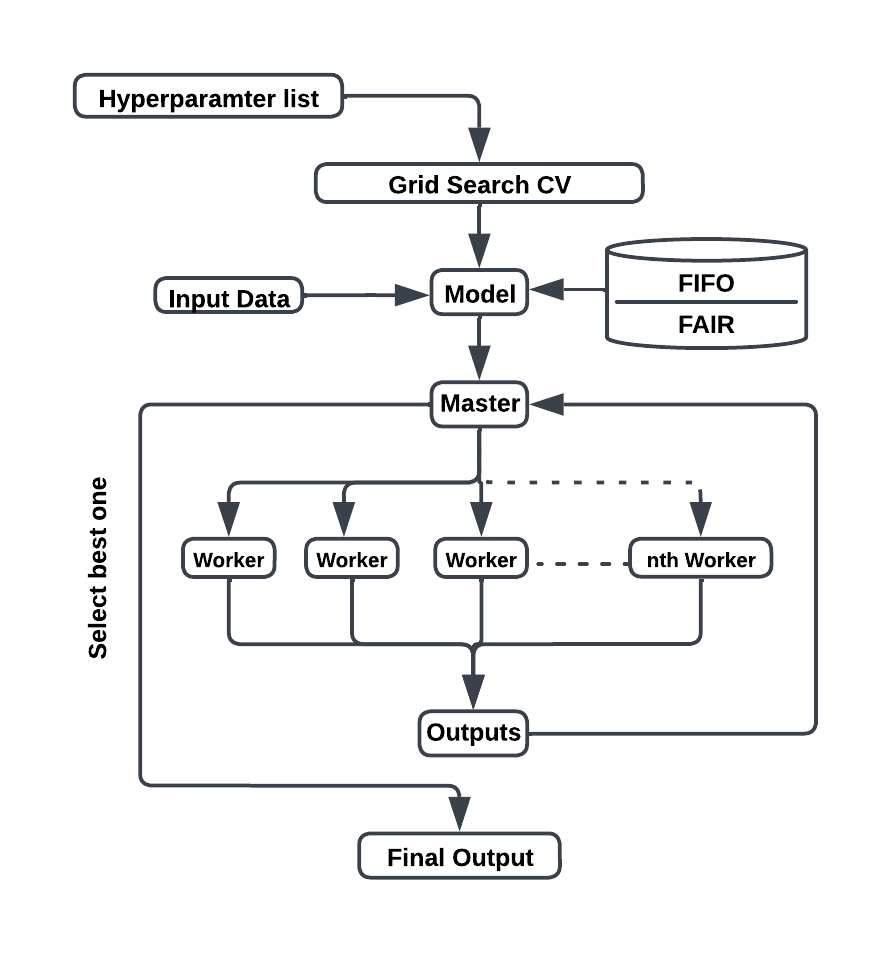 Hyperparamter list
Grid Search CV
Input Data
Model
FIFO
FAIR
Master
Select best one
Worker
Worker
Worker
nth Worker
Outputs
Final Output